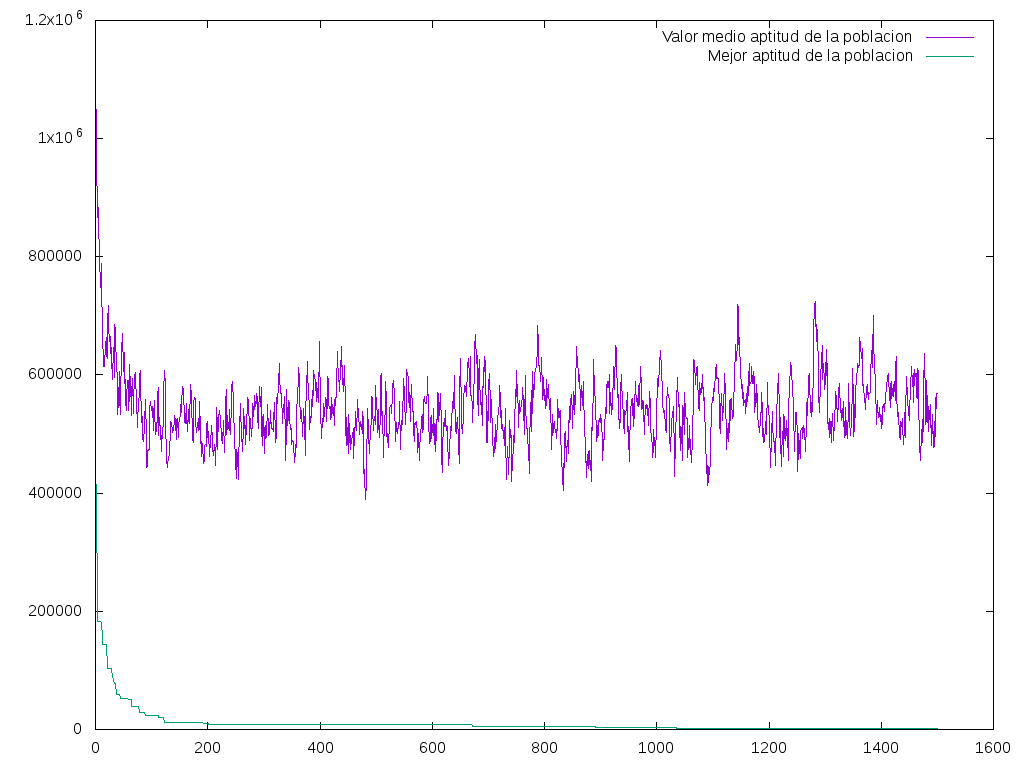 1.2x10^6
1x10^6
800000
600000
400000
200000
0
0 200 400 600 800 1000 1200 1400 1600
Valor medio aptitud de la poblacion
Mejor aptitud de la poblacion